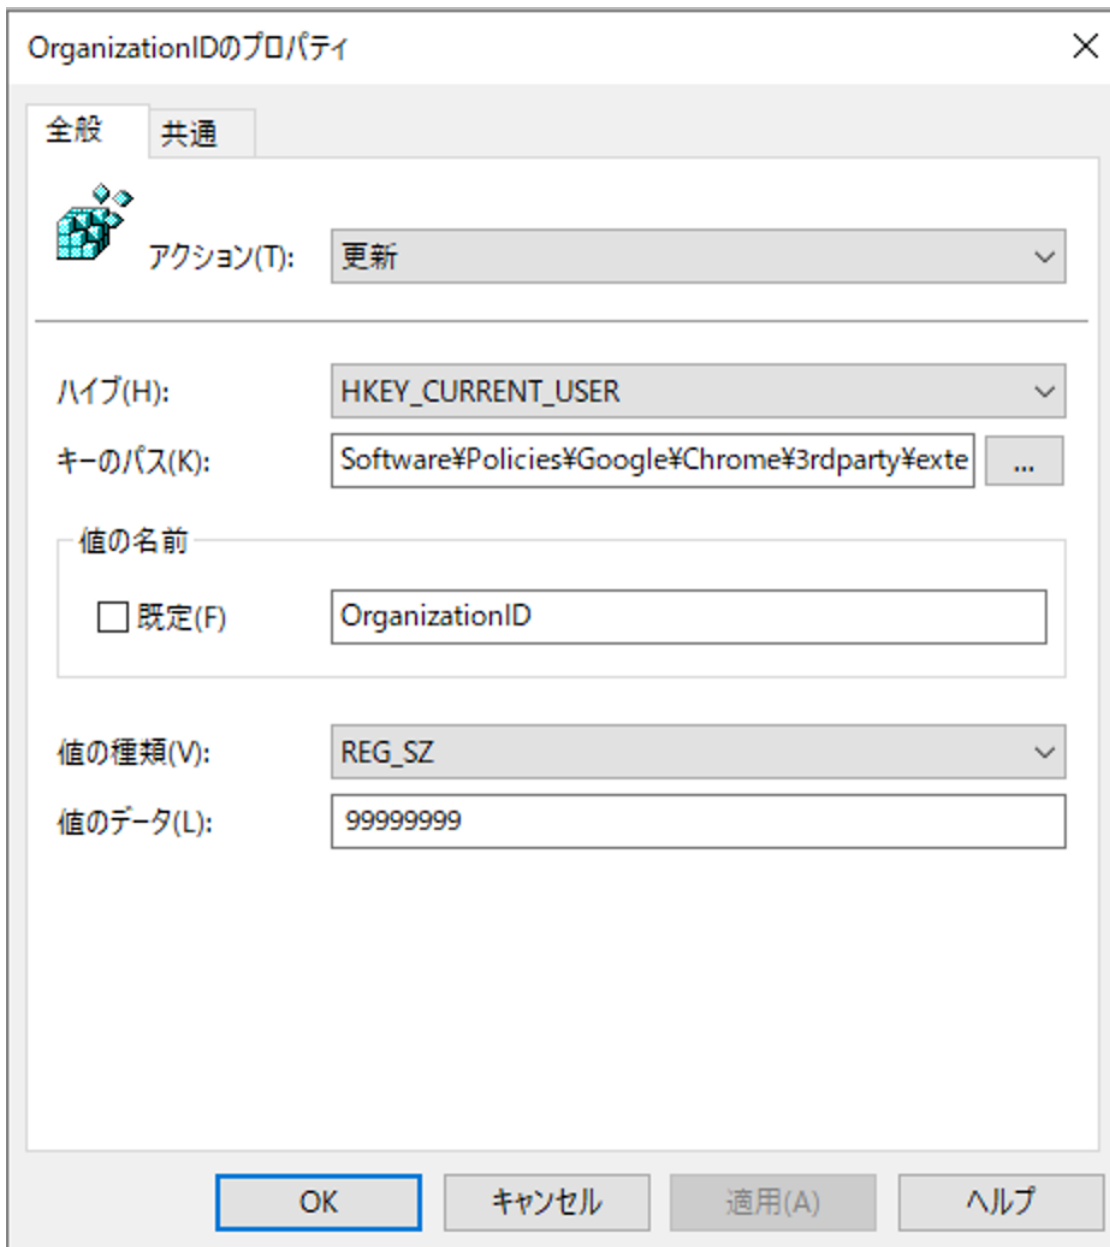 OrganizationIDのプロパティ
全般 共通
アクション(T): 更新
ハイブ(H): HKEY_CURRENT_USER
キーのパス(K): Software¥Policies¥Google¥Chrome¥3rdparty¥exte ...
値の名前
既定(F) OrganizationID
値の種類(V): REG_SZ
値のデータ(L): 99999999
OK キャンセル 適用(A) ヘルプ